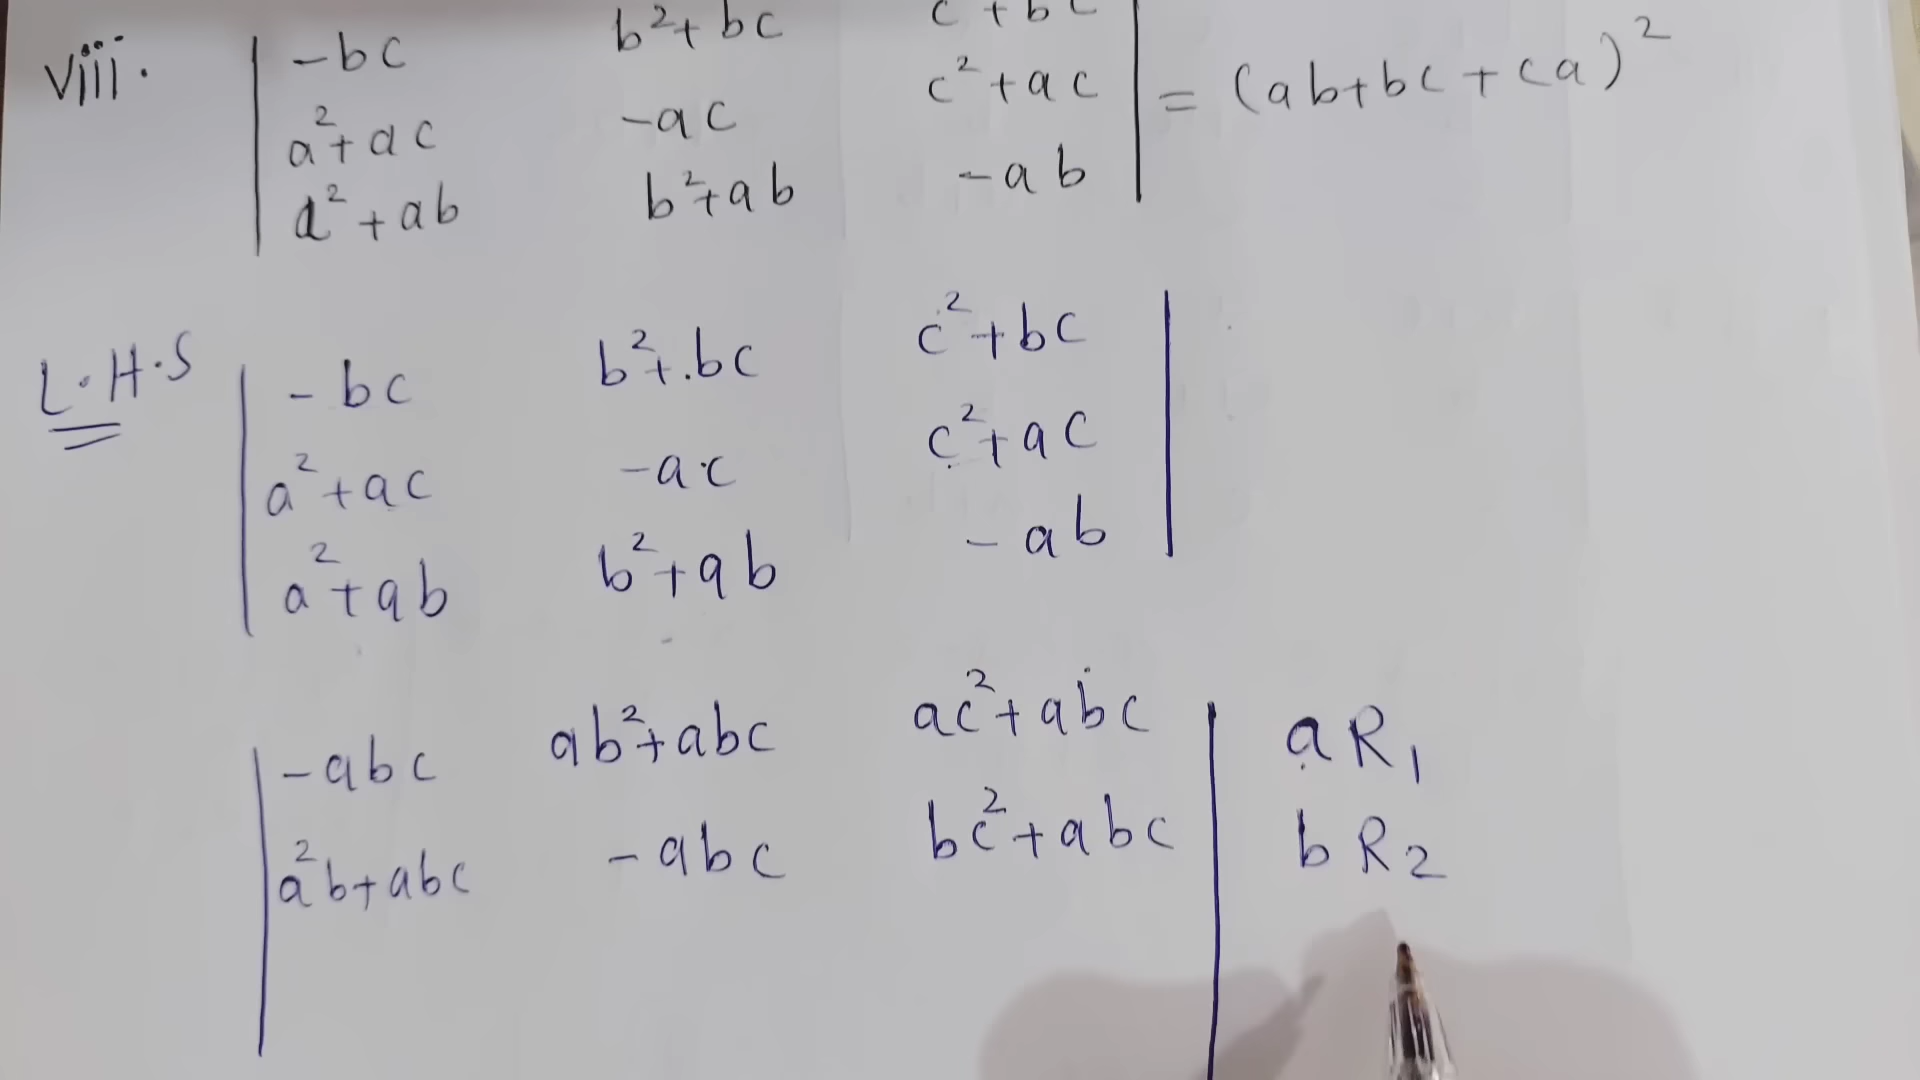 viii. | -bc b²+bc c+bc |
| a²+ac -ac c²+ac | = (ab+bc+ca)²
| a²+ab b²+ab -ab |
L.H.S | -bc b²+.bc c²+bc |
| a²+ac -ac c²+ac |
| a²+ab b²+ab -ab |
| -abc ab²+abc ac²+abc | aR₁
| a²b+abc -abc bc²+abc | bR₂